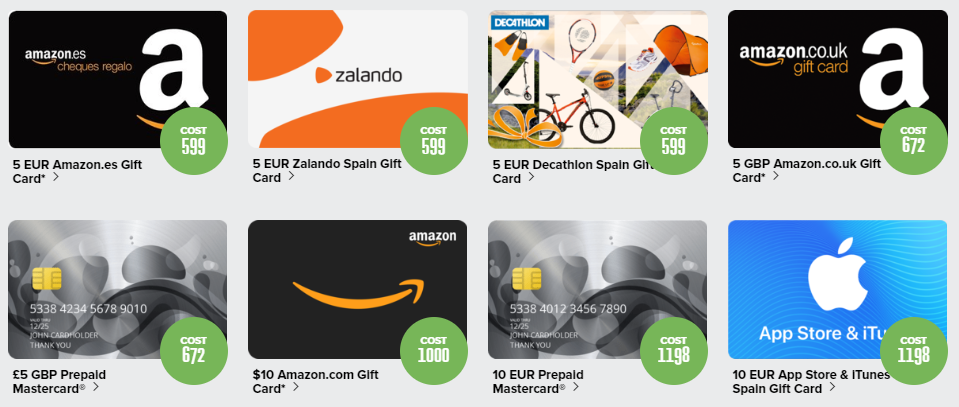 amazon.es
cheques regalo
a
COST
599
5 EUR Amazon.es Gift
Card*
zalando
COST
599
5 EUR Zalando Spain Gift
Card
DECATHLON
COST
599
5 EUR Decathlon Spain Gift
Card
amazon.co.uk
gift card
a
COST
672
5 GBP Amazon.co.uk Gift
Card*
5338 4234 5678 9010
VALID THRU
12/25
JOHN CARDHOLDER
THANK YOU
COST
672
£5 GBP Prepaid
Mastercard®
amazon
COST
1000
$10 Amazon.com Gift
Card*
5338 4012 3456 7890
VALID THRU
12/25
JOHN CARDHOLDER
THANK YOU
COST
1198
10 EUR Prepaid
Mastercard®
App Store & iTu
COST
1198
10 EUR App Store & iTunes
Spain Gift Card